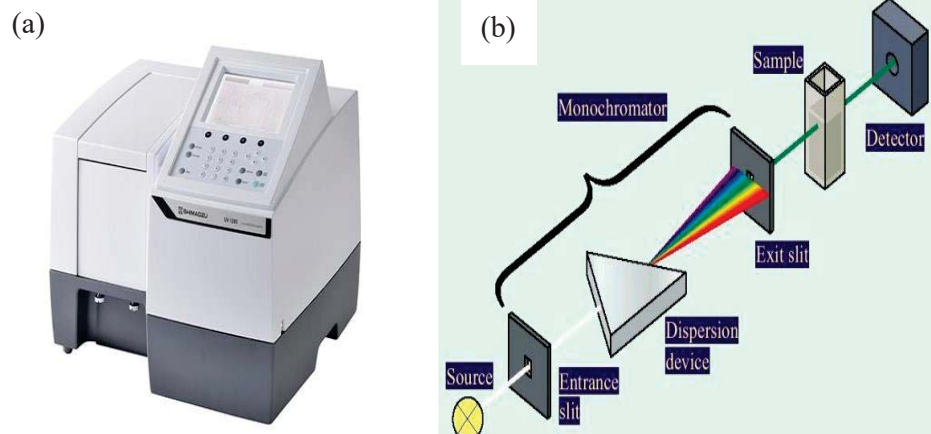 (a)
SHIMADZU
(b)
Sample
Monochromator
Detector
Exit slit
Dispersion
device
Source
Entrance
slit